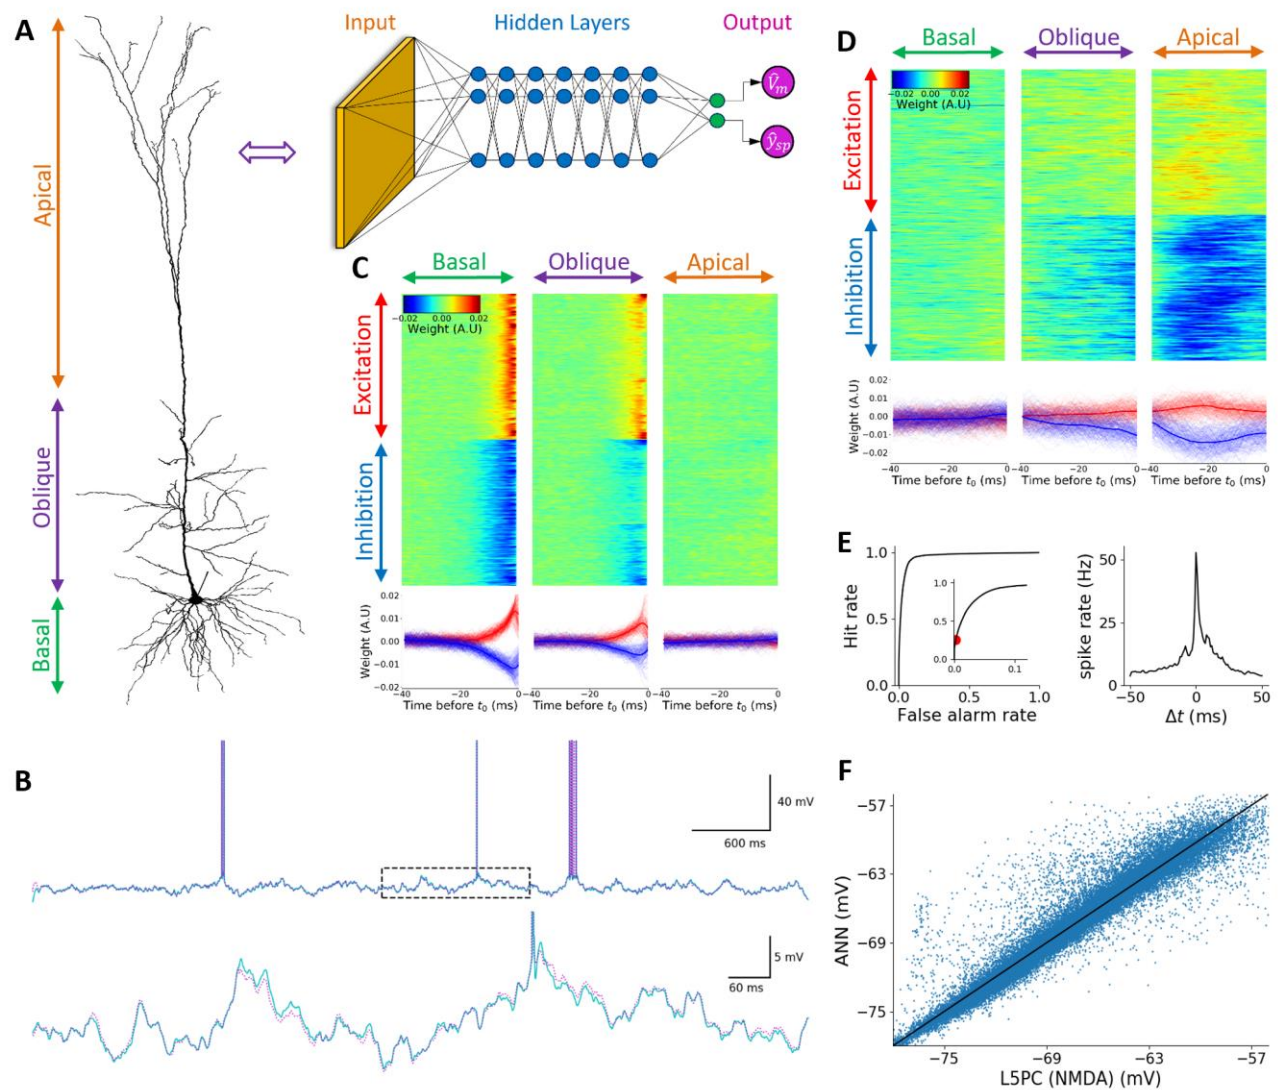 A
Apical
Oblique
Basal
Input
Hidden Layers
Output
V̂m
ŷsp
C
Basal
Oblique
Apical
Excitation
Inhibition
−0.02 0.00 0.02
Weight (A.U)
Weight (A.U)
0.02
0.01
0.00
−0.01
−0.02
−40 −20 0
−40 −20 0
−40 −20 0
Time before t0 (ms)
Time before t0 (ms)
Time before t0 (ms)
D
Basal
Oblique
Apical
Excitation
Inhibition
−0.02 0.00 0.02
Weight (A.U)
Weight (A.U)
0.02
0.01
0.00
−0.01
−0.02
−40 −20 0
−40 −20 0
−40 −20 0
Time before t0 (ms)
Time before t0 (ms)
Time before t0 (ms)
B
40 mV
600 ms
5 mV
60 ms
E
Hit rate
1.0
0.5
0.0
0.0 0.5 1.0
False alarm rate
1.0
0.5
0.0
0.0 0.1
spike rate (Hz)
50
25
0
−50 0 50
Δt (ms)
F
ANN (mV)
−57
−63
−69
−75
−75 −69 −63 −57
L5PC (NMDA) (mV)